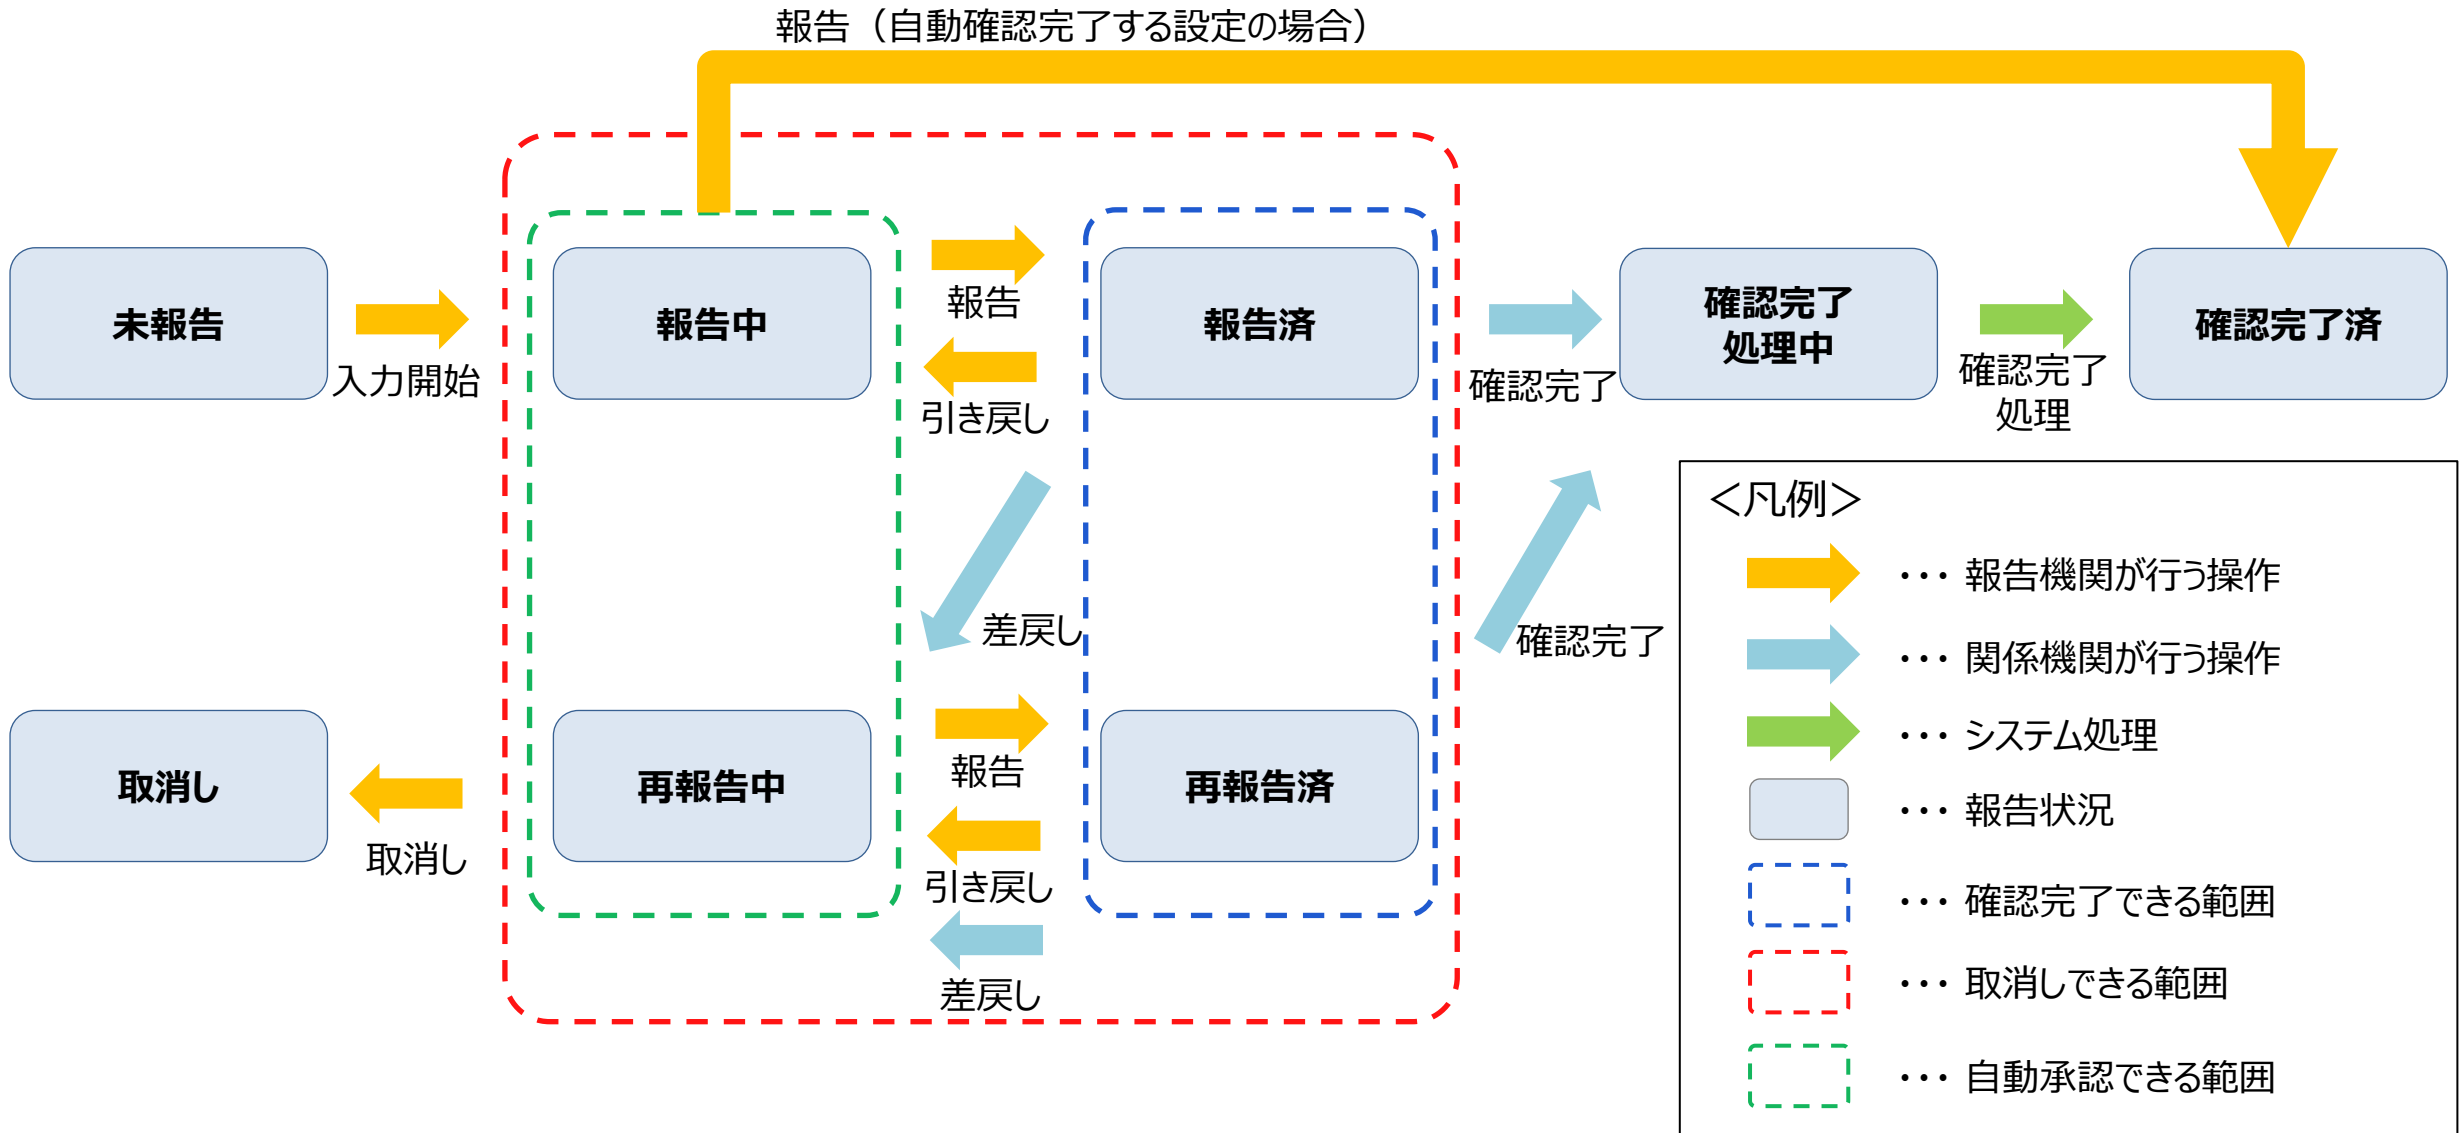 報告（自動確認完了する設定の場合）
未報告
入力開始
報告中
報告
引き戻し
報告済
確認完了
確認完了
処理中
確認完了
処理
確認完了済
差戻し
確認完了
取消し
取消し
再報告中
報告
引き戻し
差戻し
再報告済
＜凡例＞
･･･ 報告機関が行う操作
･･･ 関係機関が行う操作
･･･ システム処理
･･･ 報告状況
･･･ 確認完了できる範囲
･･･ 取消しできる範囲
･･･ 自動承認できる範囲